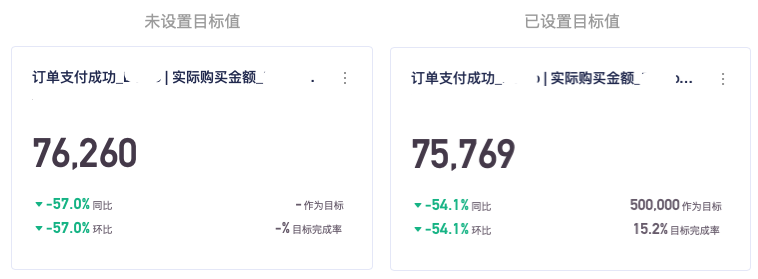 未设置目标值
已设置目标值
订单支付成功_ | 实际购买金额_
订单支付成功_ | 实际购买金额_ ...
76,260
75,769
-57.0% 同比
- 作为目标
-54.1% 同比
500,000 作为目标
-57.0% 环比
-% 目标完成率
-54.1% 环比
15.2% 目标完成率